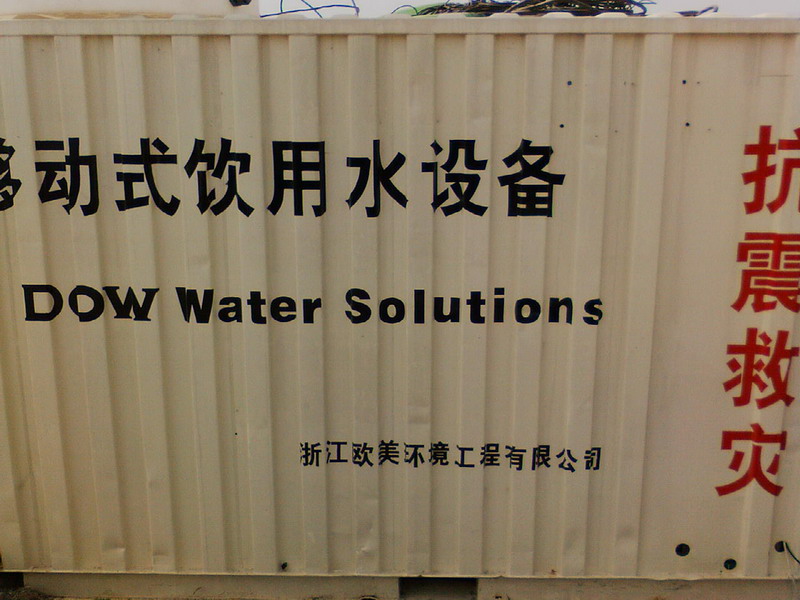 移动式饮用水设备
DOW Water Solutions
浙江欧美环境工程有限公司
抗震救灾